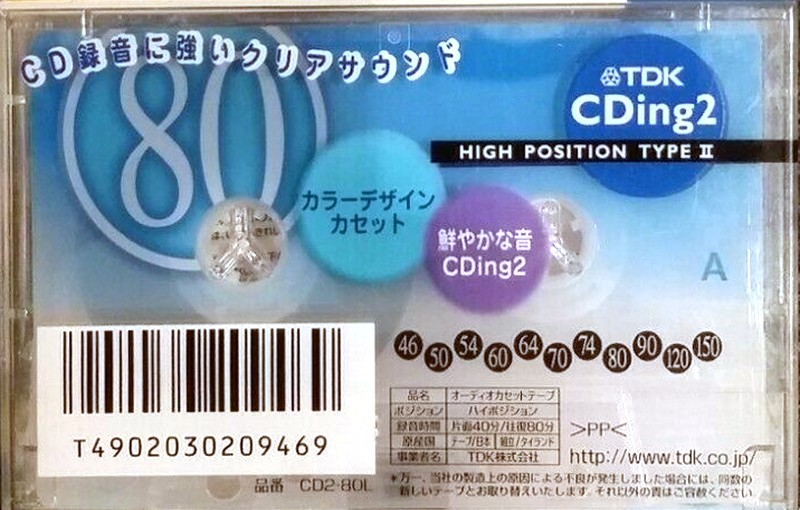 CD録音に強いクリアサウンド
80
TDK
CDing2
HIGH POSITION TYPE II
カラーデザイン
カセット
鮮やかな音
CDing2
A
46 50 54 60 64 70 74 80 90 120 150
T4902030209469
品名 オーディオカセットテープ
ポジション ハイポジション
録音時間 片面40分/往復80分
原産国 テープ/日本 組立/タイランド
事業者名 TDK株式会社
>PP<
http://www.tdk.co.jp/
品番 CD2-80L
*万一、当社の製造上の原因による不良が発生しました場合には、同数の
新しいテープとお取り替えいたします。それ以外の責はご容赦ください。